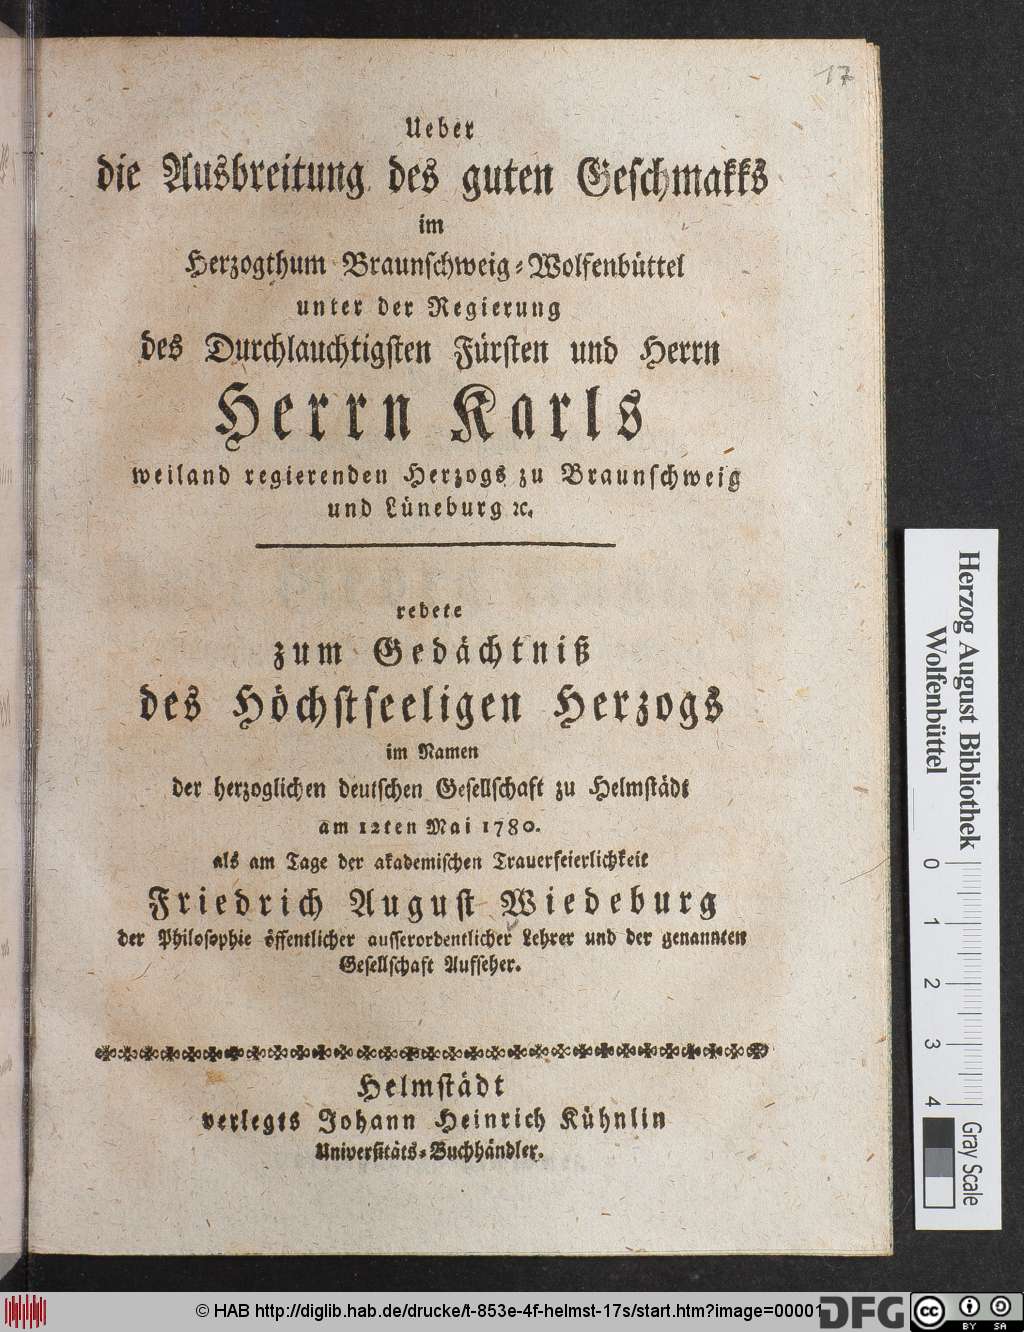 17
Ueber
die Ausbreitung des guten Geschmakks
im
Herzogthum Braunschweig-Wolfenbüttel
unter der Regierung
des Durchlauchtigsten Fürsten und Herrn
Herrn Karls
weiland regierenden Herzogs zu Braunschweig
und Lüneburg ꝛc.
redete
zum Gedächtniß
des Höchstseeligen Herzogs
im Namen
der herzoglichen deutschen Gesellschaft zu Helmstädt
am 12ten Mai 1780.
als am Tage der akademischen Trauerfeierlichkeit
Friedrich August Wiedeburg
der Philosophie öffentlicher ausserordentlicher Lehrer und der genannten
Gesellschaft Aufseher.
Helmstädt
verlegts Johann Heinrich Kühnlin
Universitäts-Buchhändler.
Herzog August Bibliothek
Wolfenbüttel
0 1 2 3 4
Gray Scale
© HAB http://diglib.hab.de/drucke/t-853e-4f-helmst-17s/start.htm?image=00001
DFG
cc BY SA